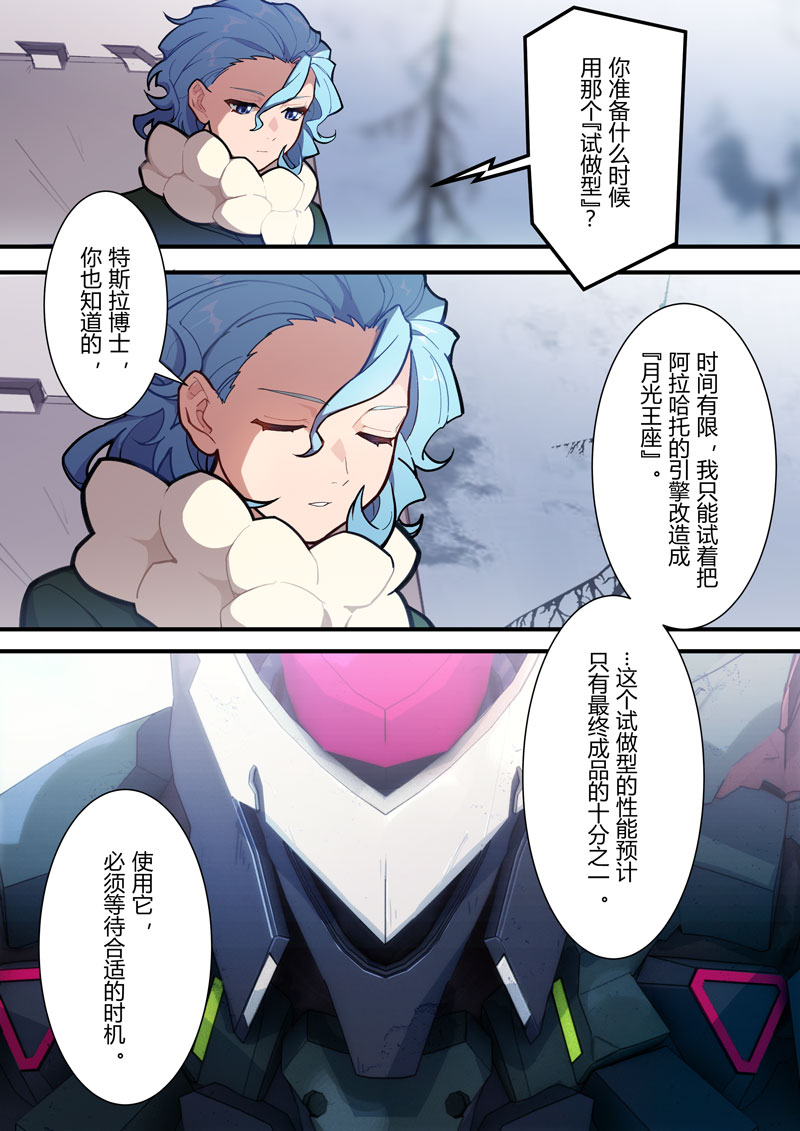 你准备什么时候
用那个『试做型』？
特斯拉博士，
你也知道的，
时间有限，我只能试着把
阿拉哈托的引擎改造成
『月光王座』。
…这个试做型的性能预计
只有最终成品的十分之一。
使用它，
必须等待合适的时机。